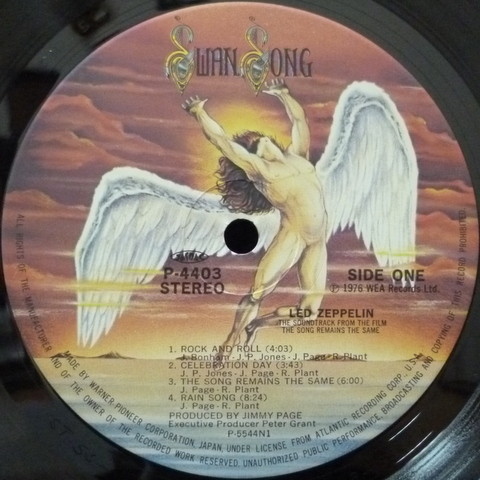 SWAN SONG
P-4403
STEREO
SIDE ONE
Ⓟ 1976 WEA Records Ltd.
LED ZEPPELIN
THE SOUNDTRACK FROM THE FILM
THE SONG REMAINS THE SAME
1. ROCK AND ROLL (4:03)
J. Bonham - J. P. Jones - J. Page - R. Plant
2. CELEBRATION DAY (3:43)
J. P. Jones - J. Page - R. Plant
3. THE SONG REMAINS THE SAME (6:00)
J. Page - R. Plant
4. RAIN SONG (8:24)
J. Page - R. Plant
PRODUCED BY JIMMY PAGE
Executive Producer Peter Grant
P-5544N1
MADE BY WARNER-PIONEER CORPORATION, JAPAN, UNDER LICENSE FROM ATLANTIC RECORDING CORP., U.S.A.
ALL RIGHTS OF THE MANUFACTURER AND OF THE OWNER OF THE RECORDED WORK RESERVED. UNAUTHORIZED PUBLIC PERFORMANCE, BROADCASTING AND COPYING OF THIS RECORD PROHIBITED